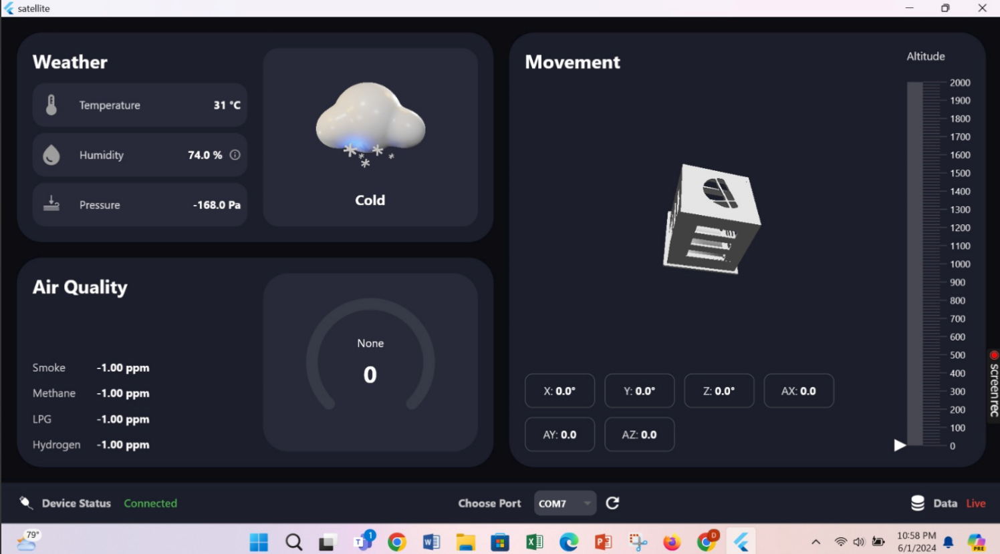 satellite
Weather
Temperature 31 °C
Humidity 74.0 %
Pressure -168.0 Pa
Cold
Air Quality
Smoke -1.00 ppm
Methane -1.00 ppm
LPG -1.00 ppm
Hydrogen -1.00 ppm
None
0
Movement
X: 0.0° Y: 0.0° Z: 0.0° AX: 0.0
AY: 0.0 AZ: 0.0
Altitude
2000
1900
1800
1700
1600
1500
1400
1300
1200
1100
1000
900
800
700
600
500
400
300
200
100
0
screenrec
Device Status Connected
Choose Port COM7
Data Live
79°
1
D
10:58 PM
6/1/2024
PRE